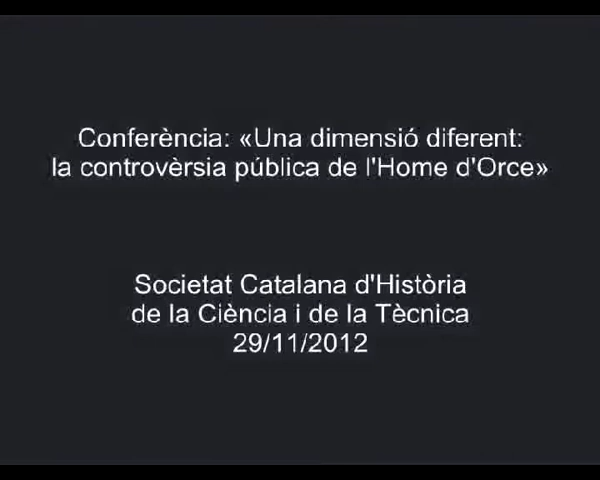 Conferència: «Una dimensió diferent:
la controvèrsia pública de l'Home d'Orce»
Societat Catalana d'Història
de la Ciència i de la Tècnica
29/11/2012